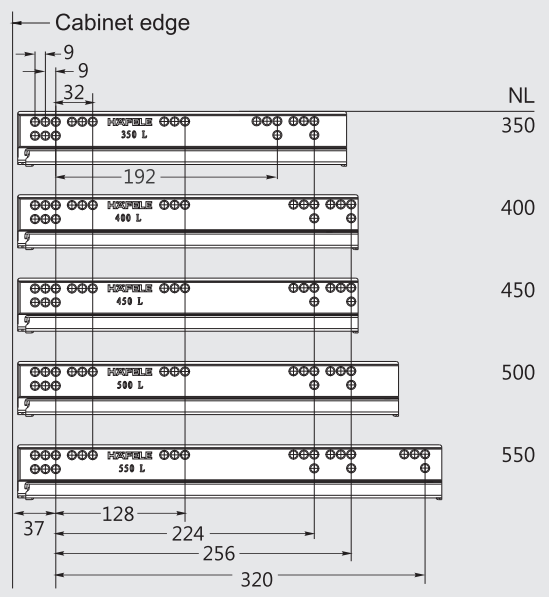 Cabinet edge
9
9
32
NL
HÄFELE
350 L
350
192
HÄFELE
400 L
400
HÄFELE
450 L
450
HÄFELE
500 L
500
HÄFELE
550 L
550
128
37
224
256
320